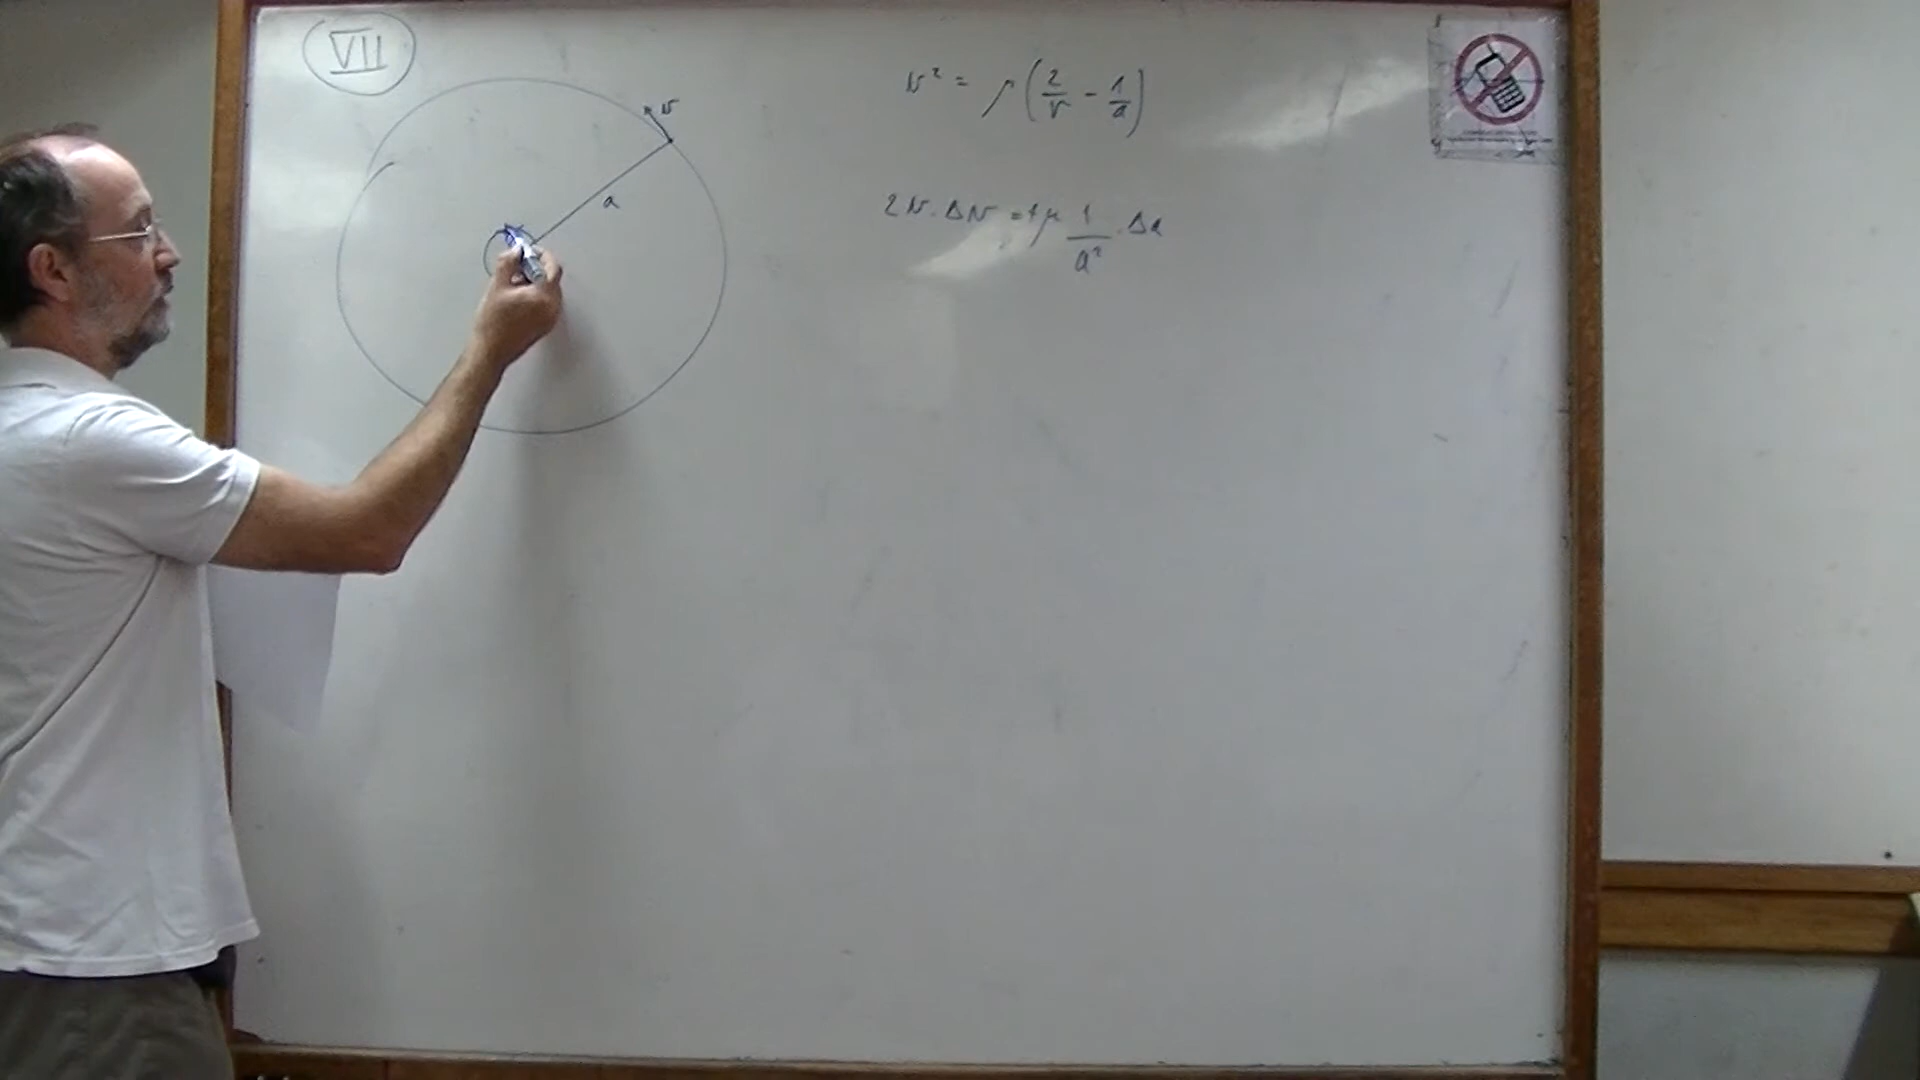 VII
v
a
v² = μ(2/r - 1/a)
2v.Δv = +μ 1/a² .Δa